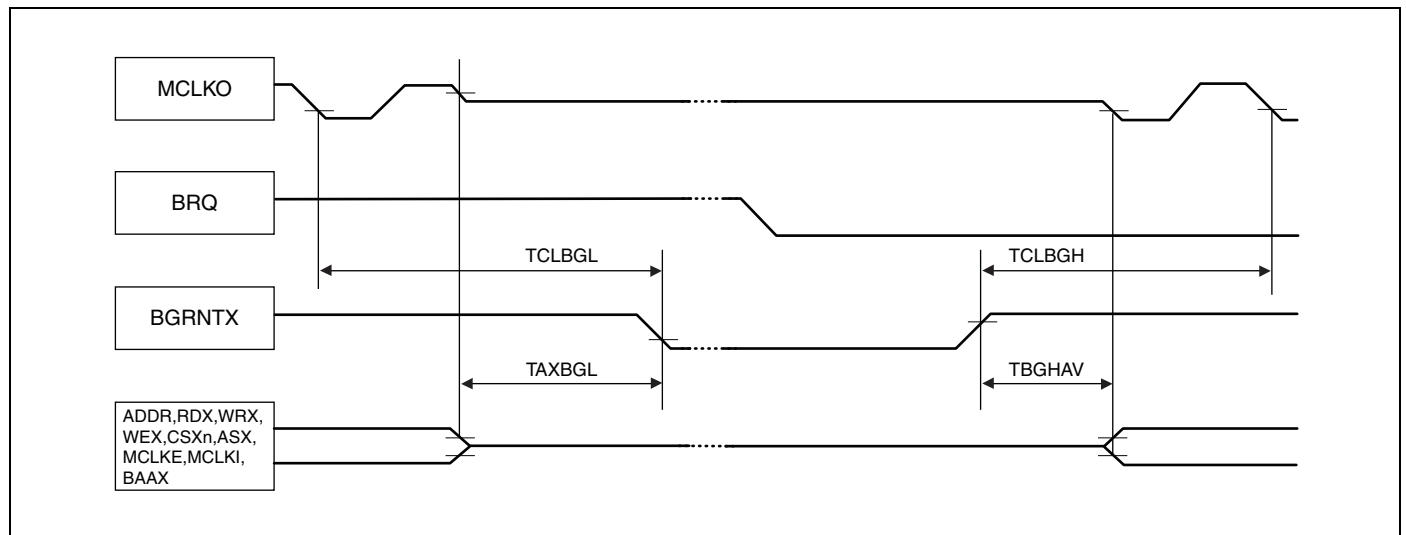 MCLKO
BRQ
TCLBGL
TCLBGH
BGRNTX
TAXBGL
TBGHAV
ADDR,RDX,WRX,
WEX,CSXn,ASX,
MCLKE,MCLKI,
BAAX